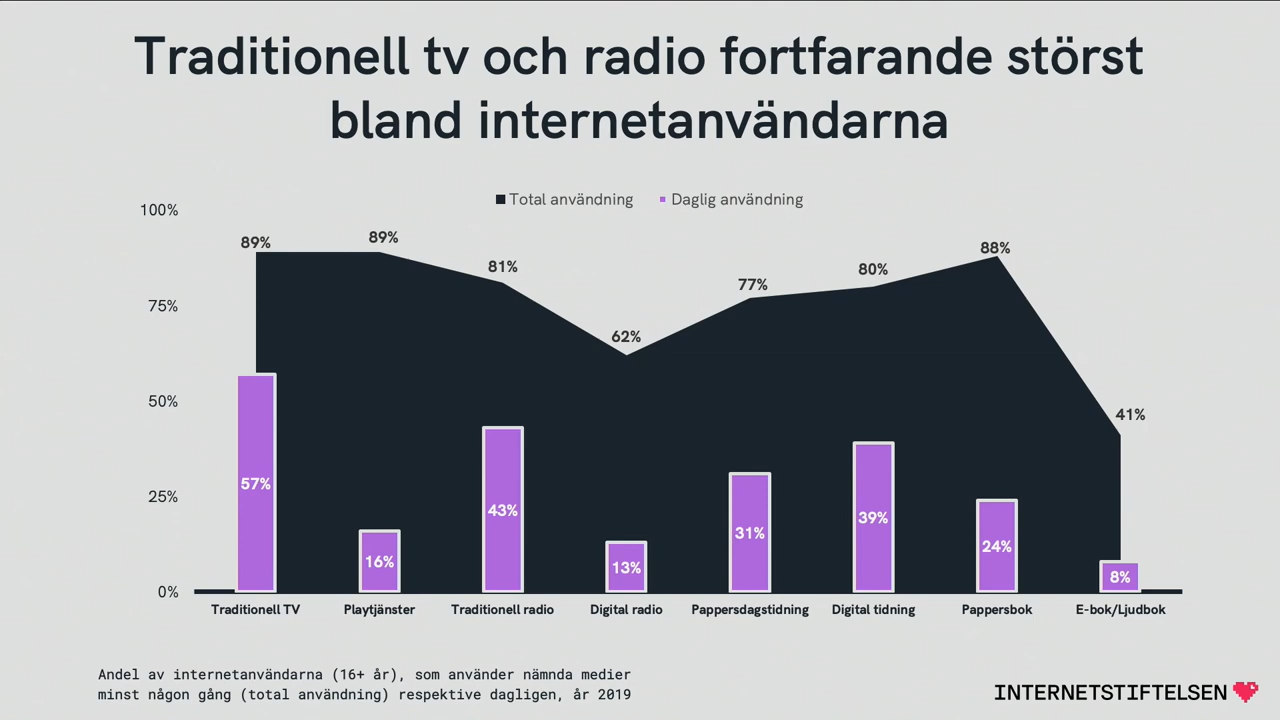 Traditionell tv och radio fortfarande störst
bland internetanvändarna
Total användning Daglig användning
100%
75%
50%
25%
0%
89% 89% 81% 62% 77% 80% 88% 41%
57% 16% 43% 13% 31% 39% 24% 8%
Traditionell TV Playtjänster Traditionell radio Digital radio Pappersdagstidning Digital tidning Pappersbok E-bok/Ljudbok
Andel av internetanvändarna (16+ år), som använder nämnda medier
minst någon gång (total användning) respektive dagligen, år 2019
INTERNETSTIFTELSEN